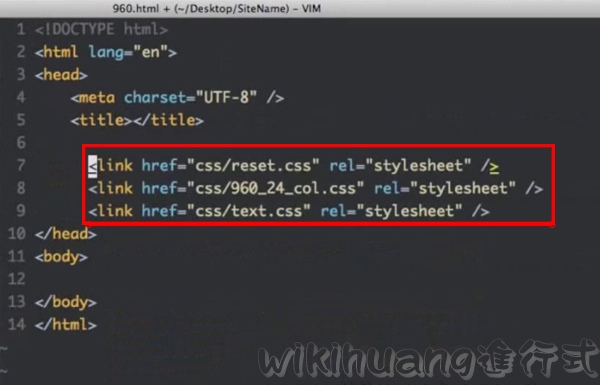 960.html + (~/Desktop/SiteName) – VIM
1 <!DOCTYPE html>
2 <html lang="en">
3 <head>
4     <meta charset="UTF-8" />
5     <title></title>
6
7     <link href="css/reset.css" rel="stylesheet" />
8     <link href="css/960_24_col.css" rel="stylesheet" />
9     <link href="css/text.css" rel="stylesheet" />
10 </head>
11 <body>
12
13 </body>
14 </html>
~
~
wikihuang進行式